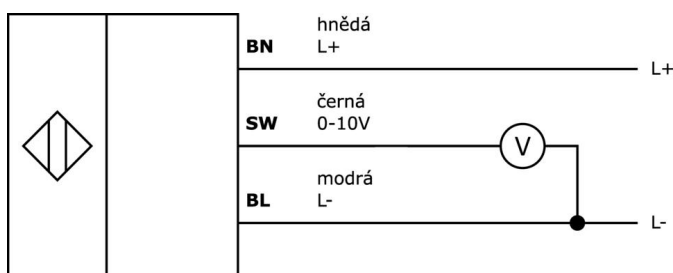 hnědá
BN L+
L+
černá
SW 0-10V
V
modrá
BL L-
L-